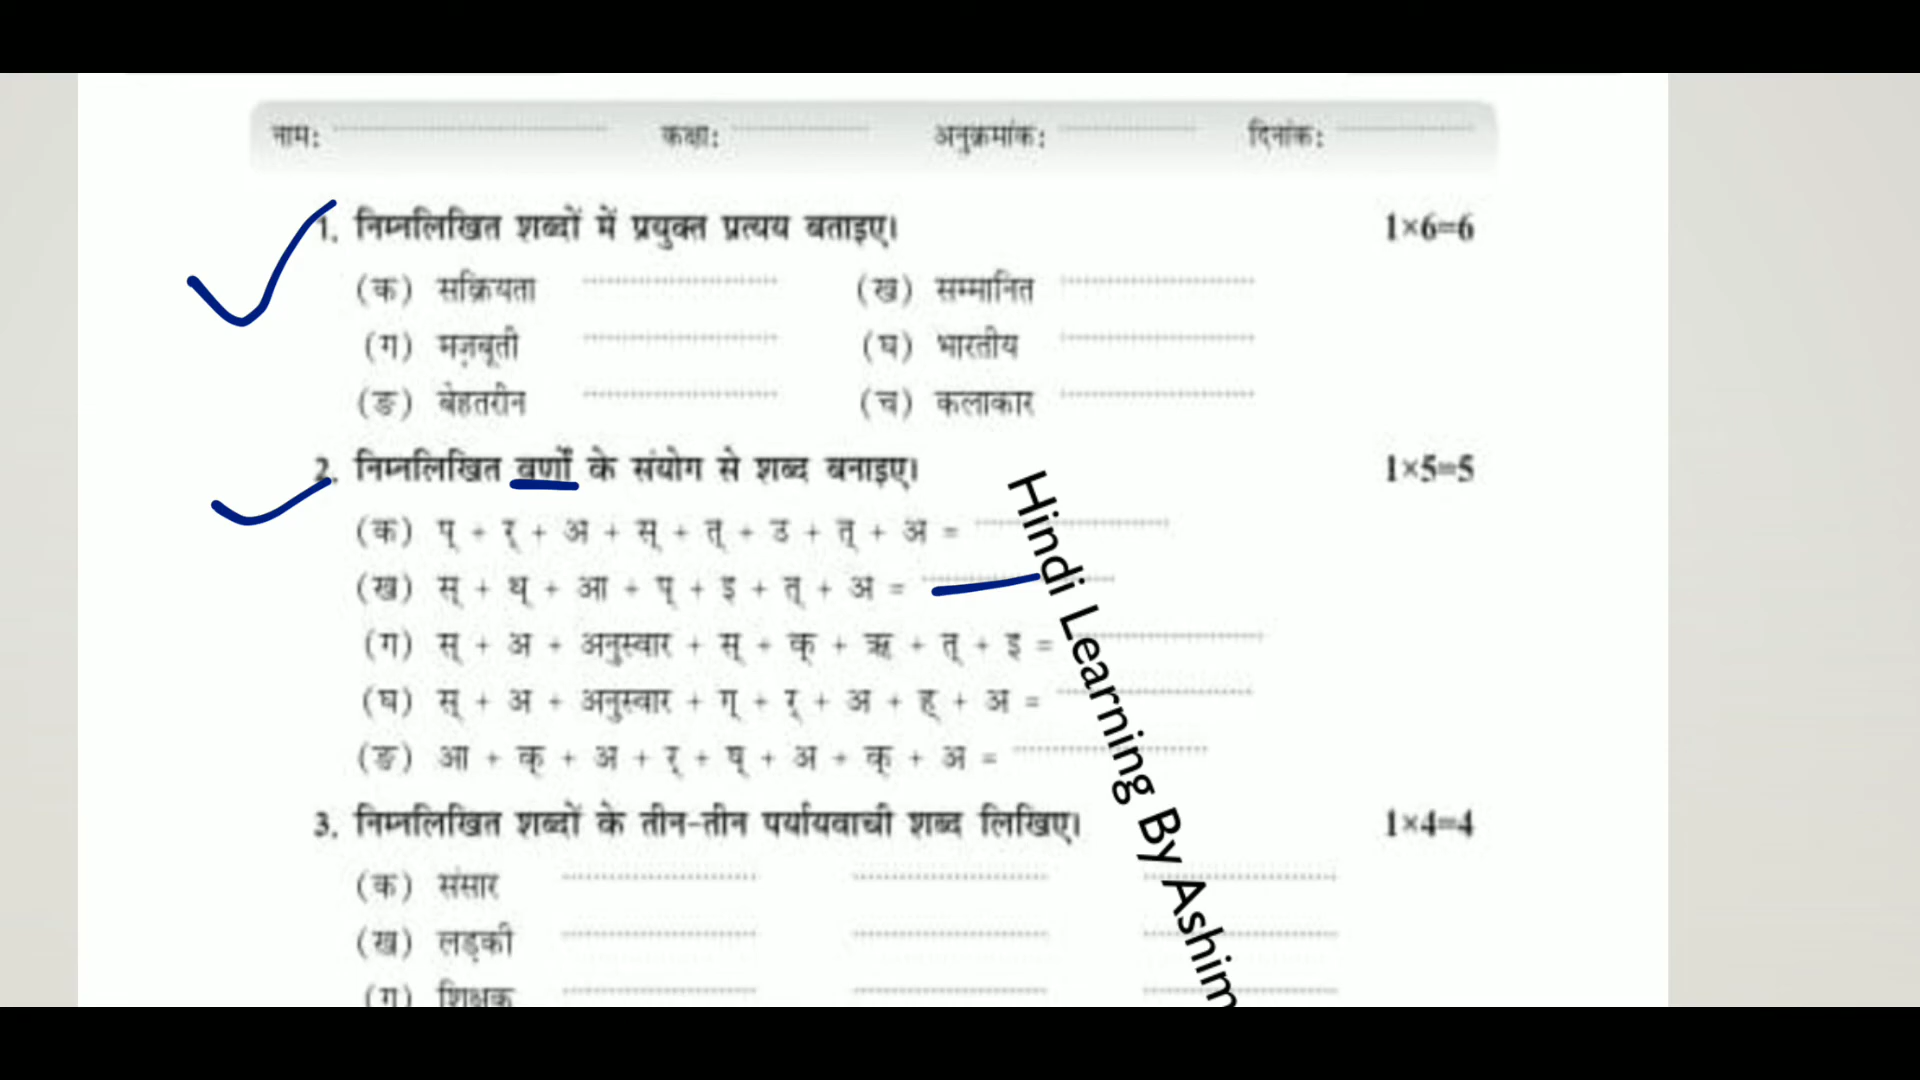 नाम: कक्षा: अनुक्रमांक: दिनांक:
1. निम्नलिखित शब्दों में प्रयुक्त प्रत्यय बताइए। 1×6=6
(क) सक्रियता (ख) सम्मानित
(ग) मज़बूती (घ) भारतीय
(ङ) बेहतरीन (च) कलाकार
2. निम्नलिखित वर्णों के संयोग से शब्द बनाइए। 1×5=5
(क) प् + र् + अ + स् + त् + उ + त् + अ =
(ख) स् + थ् + आ + प् + इ + त् + अ =
(ग) स् + अ + अनुस्वार + स् + क् + ऋ + त् + इ =
(घ) स् + अ + अनुस्वार + ग् + र् + अ + ह् + अ =
(ङ) आ + क् + अ + र् + ष् + अ + क् + अ =
3. निम्नलिखित शब्दों के तीन-तीन पर्यायवाची शब्द लिखिए। 1×4=4
(क) संसार
(ख) लड़की
(ग) शिक्षक
Hindi Learning By Ashim